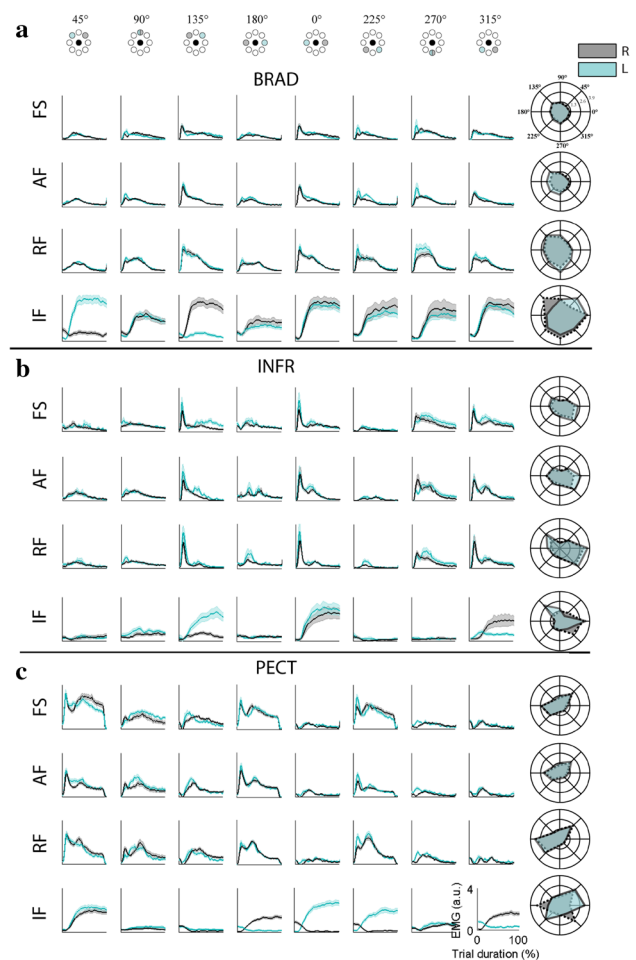 45° 90° 135° 180° 0° 225° 270° 315°
a
R
L
BRAD
FS
90°
135° 45°
180° 0°
225° 315°
270°
AF
RF
IF
b
INFR
FS
AF
RF
IF
c
PECT
FS
AF
RF
IF
4
EMG (a.u.)
0
0 100
Trial duration (%)